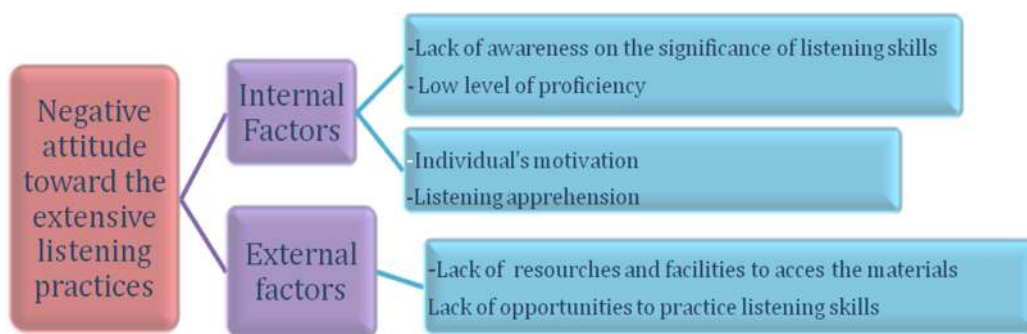 Negative
attitude
toward the
extensive
listening
practices
Internal
Factors
-Lack of awareness on the significance of listening skills
- Low level of proficiency
-Individual's motivation
-Listening apprehension
External
factors
-Lack of resourches and facilities to acces the materials
Lack of opportunities to practice listening skills